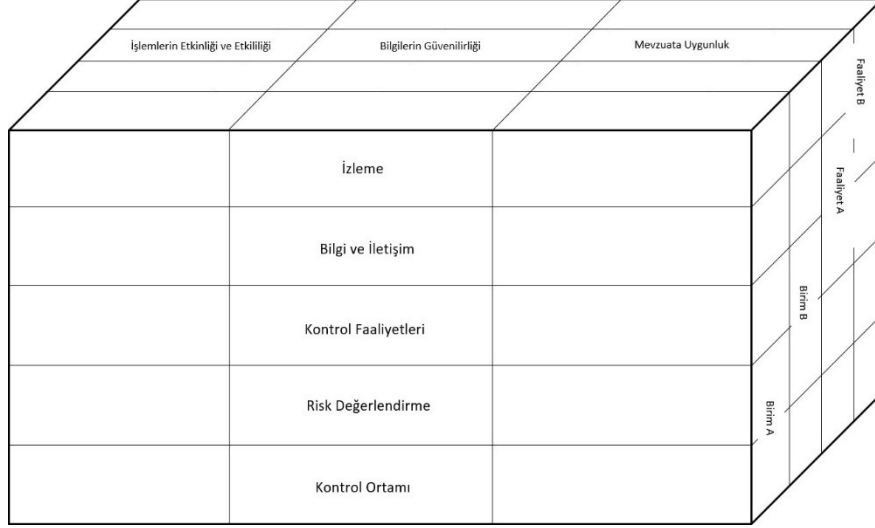 İşlemlerin Etkinliği ve Etkililiği
Bilgilerin Güvenilirliği
Mevzuata Uygunluk
İzleme
Bilgi ve İletişim
Kontrol Faaliyetleri
Risk Değerlendirme
Kontrol Ortamı
Birim A
Birim B
Faaliyet A
Faaliyet B